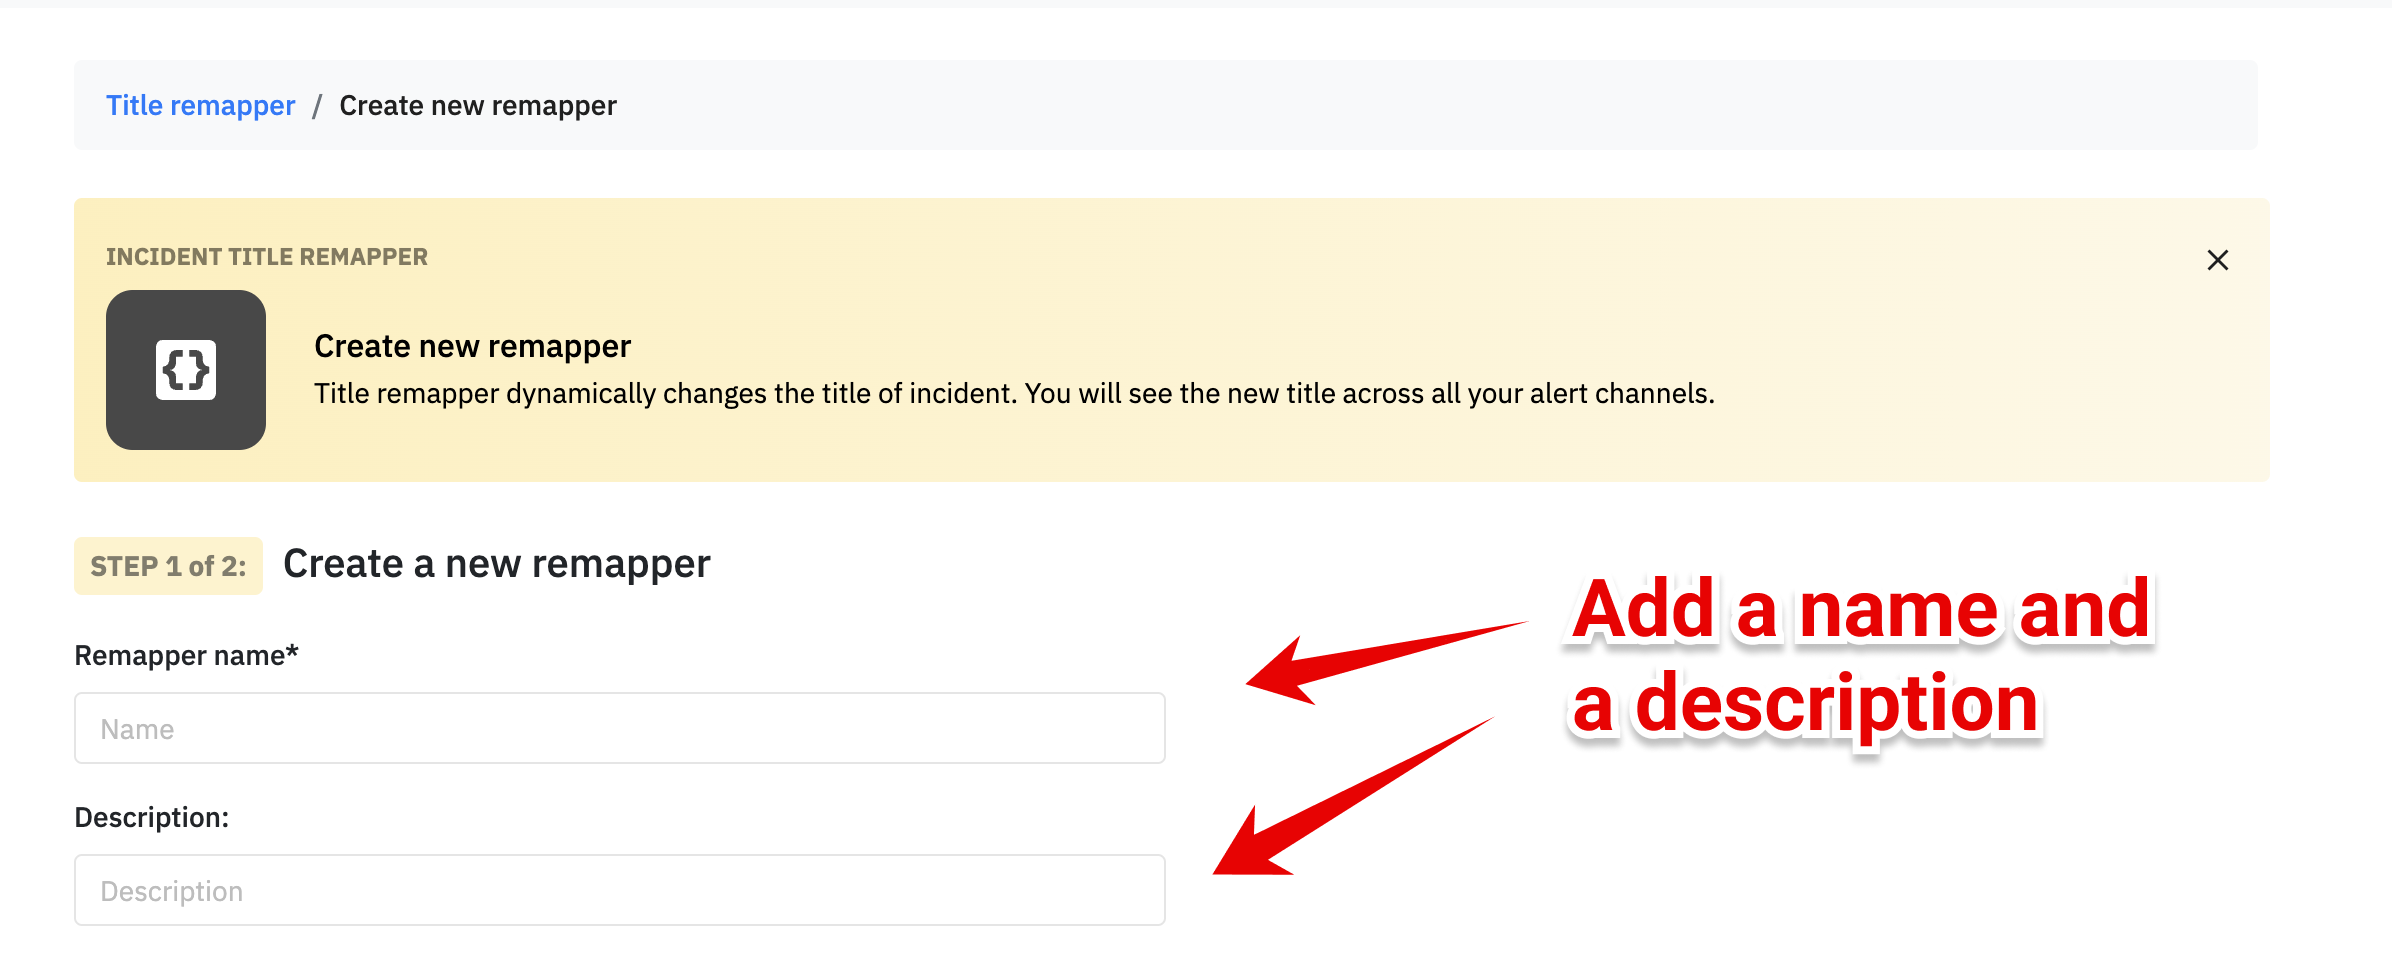 Title remapper / Create new remapper
INCIDENT TITLE REMAPPER
{}
Create new remapper
Title remapper dynamically changes the title of incident. You will see the new title across all your alert channels.
STEP 1 of 2: Create a new remapper
Add a name and
a description
Remapper name*
Name
Description:
Description